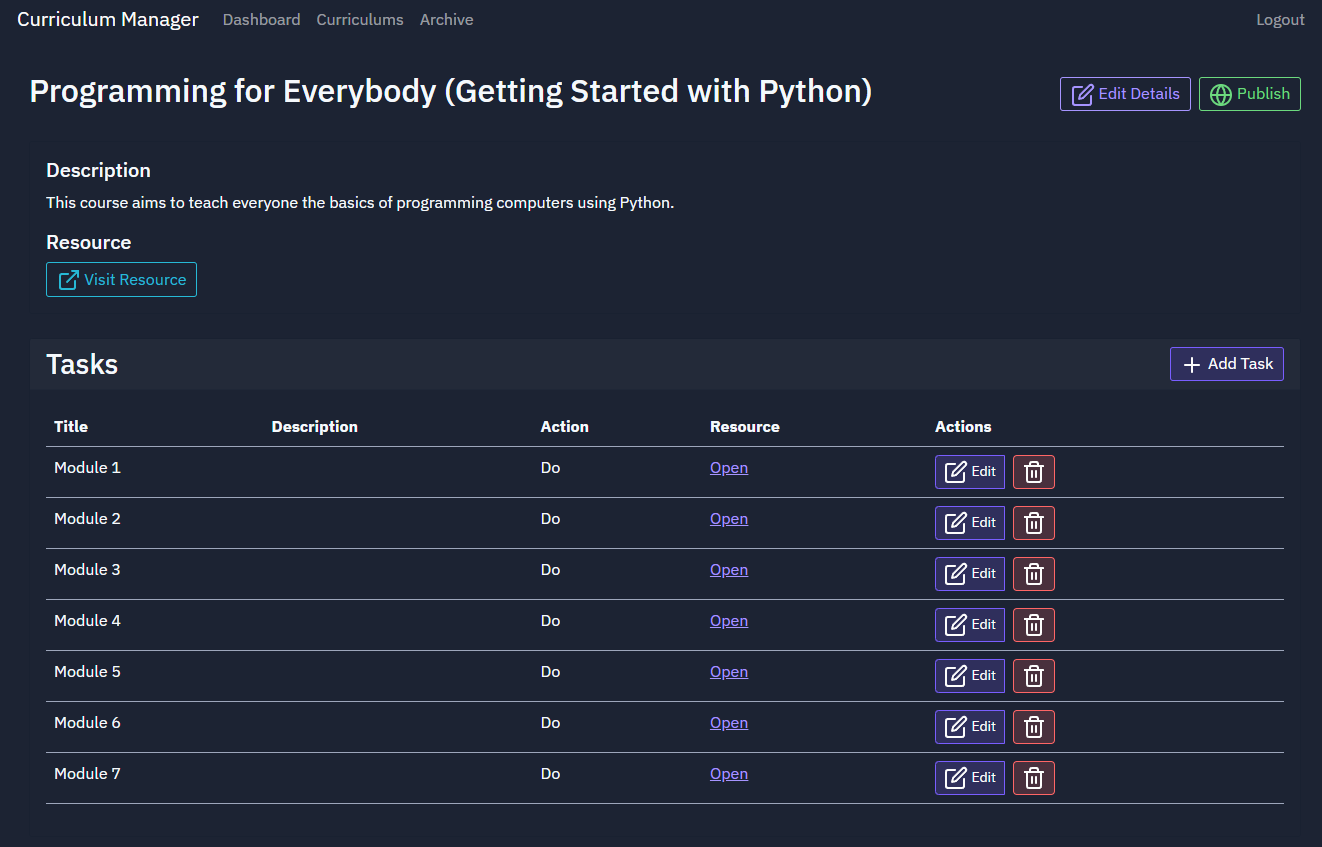 Curriculum Manager Dashboard Curriculums Archive Logout
Programming for Everybody (Getting Started with Python) Edit Details Publish
Description
This course aims to teach everyone the basics of programming computers using Python.
Resource
Visit Resource
Tasks Add Task
Title Description Action Resource Actions
Module 1 Do Open Edit
Module 2 Do Open Edit
Module 3 Do Open Edit
Module 4 Do Open Edit
Module 5 Do Open Edit
Module 6 Do Open Edit
Module 7 Do Open Edit